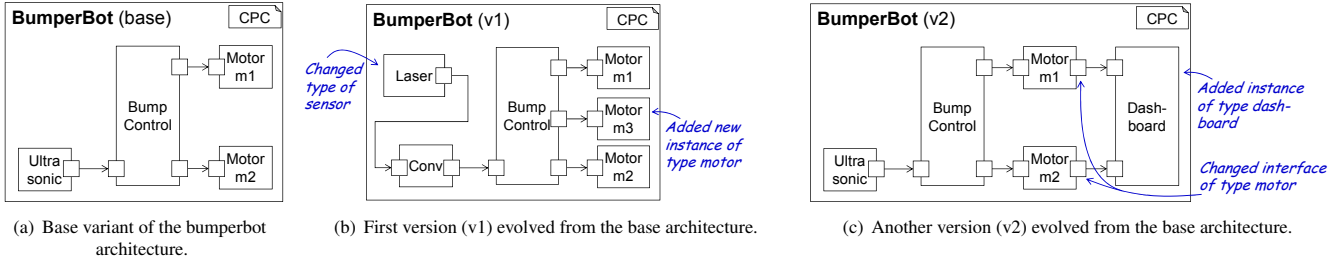 BumperBot (base)
CPC
Motor
m1
Bump
Control
Ultra
sonic
Motor
m2
(a) Base variant of the bumperbot
architecture.
BumperBot (v1)
CPC
Changed
type of
sensor
Laser
Motor
m1
Bump
Control
Motor
m3
Added new
instance of
type motor
Conv
Motor
m2
(b) First version (v1) evolved from the base architecture.
BumperBot (v2)
CPC
Motor
m1
Bump
Control
Dash-
board
Added instance
of type dash-
board
Ultra
sonic
Motor
m2
Changed interface
of type motor
(c) Another version (v2) evolved from the base architecture.